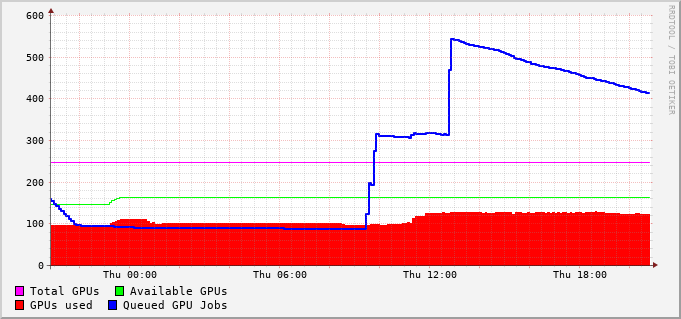 600
500
400
300
200
100
0
Thu 00:00 Thu 06:00 Thu 12:00 Thu 18:00
Total GPUs Available GPUs
GPUs used Queued GPU Jobs
RRDTOOL / TOBI OETIKER